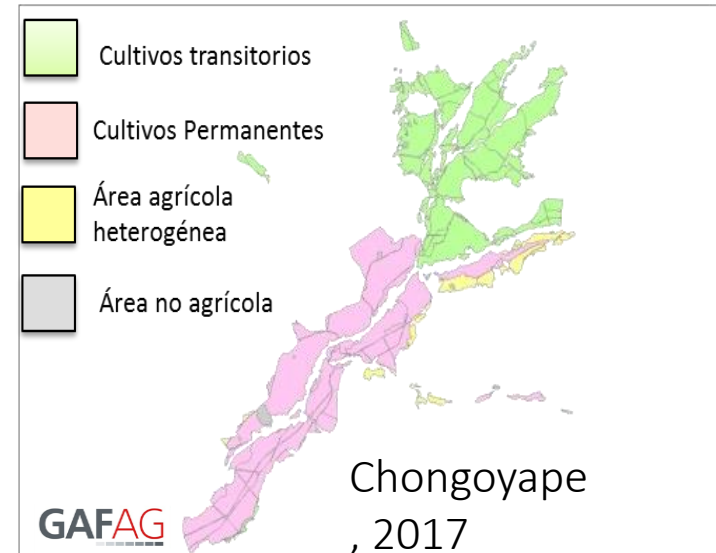 Cultivos transitorios
Cultivos Permanentes
Área agrícola
heterogénea
Área no agrícola
GAFAG
Chongoyape
, 2017